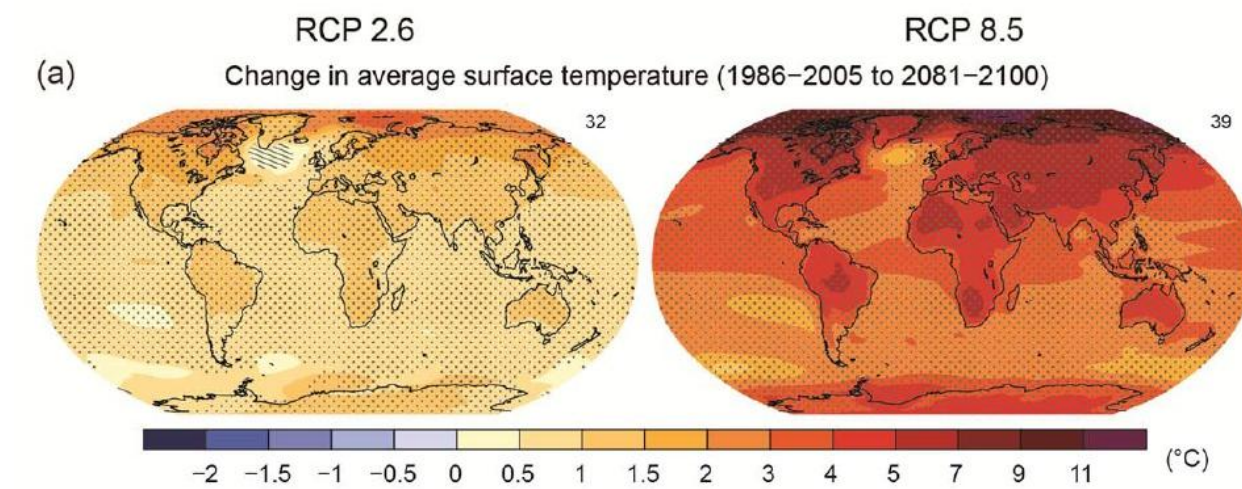 RCP 2.6 RCP 8.5
(a) Change in average surface temperature (1986−2005 to 2081−2100)
32 39
−2 −1.5 −1 −0.5 0 0.5 1 1.5 2 3 4 5 7 9 11 (°C)